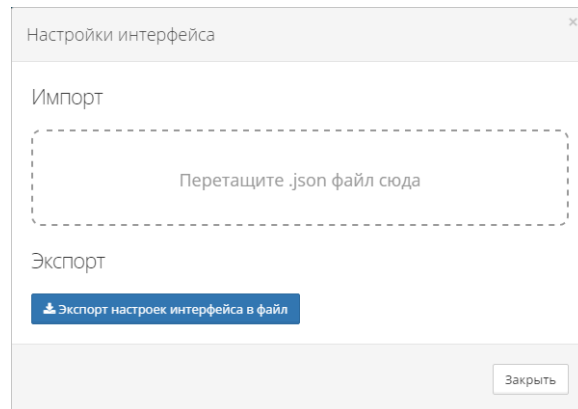 Настройки интерфейса
×
Импорт
Перетащите .json файл сюда
Экспорт
Экспорт настроек интерфейса в файл
Закрыть